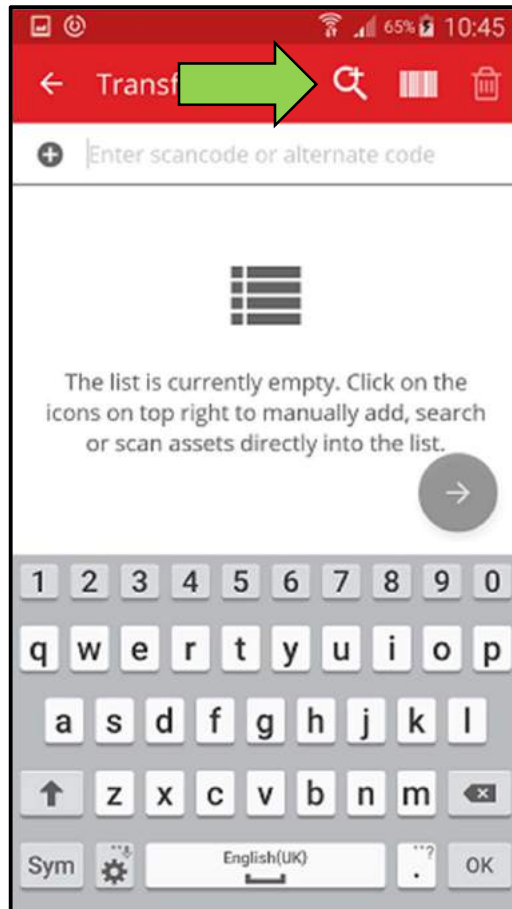 65% 10:45
Transf
Enter scancode or alternate code
The list is currently empty. Click on the
icons on top right to manually add, search
or scan assets directly into the list.
1 2 3 4 5 6 7 8 9 0
q w e r t y u i o p
a s d f g h j k l
z x c v b n m
Sym English(UK) . ? OK